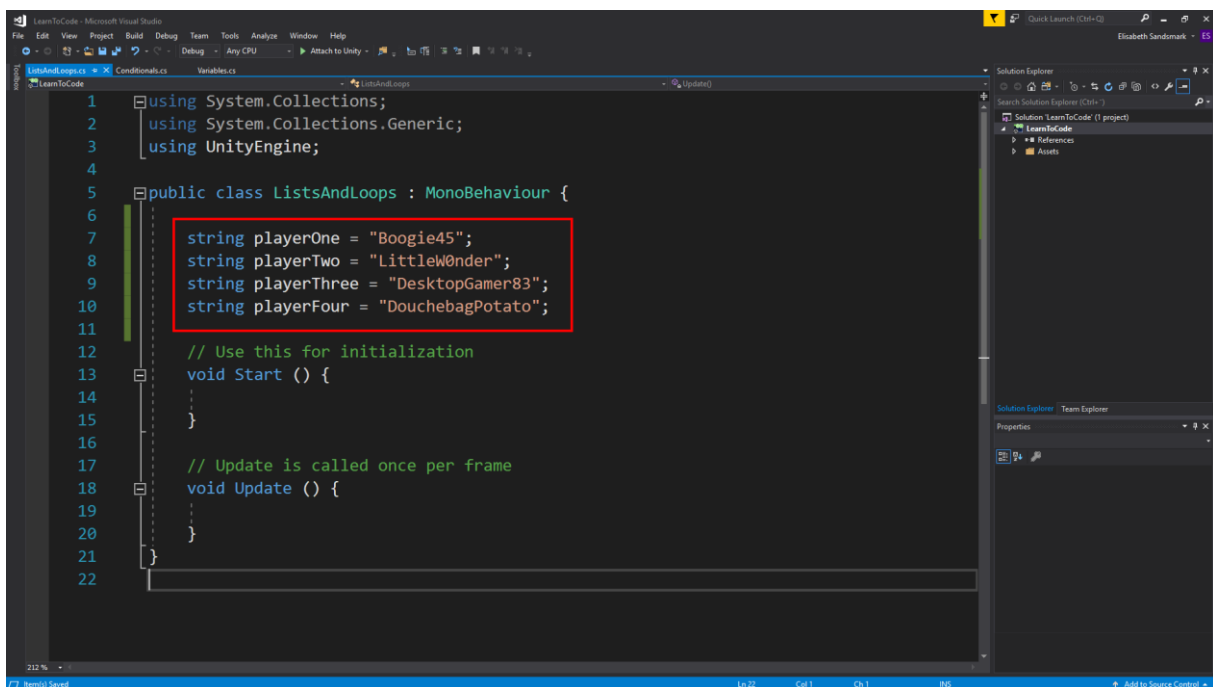 LearnToCode - Microsoft Visual Studio
Quick Launch (Ctrl+Q)
File Edit View Project Build Debug Team Tools Analyze Window Help
Elisabeth Sandsmark ES
Debug Any CPU Attach to Unity
Toolbox
ListsAndLoops.cs Conditionals.cs Variables.cs
LearnToCode ListsAndLoops Update()
1 using System.Collections;
2 using System.Collections.Generic;
3 using UnityEngine;
4
5 public class ListsAndLoops : MonoBehaviour {
6
7 string playerOne = "Boogie45";
8 string playerTwo = "LittleW0nder";
9 string playerThree = "DesktopGamer83";
10 string playerFour = "DouchebagPotato";
11
12 // Use this for initialization
13 void Start () {
14
15 }
16
17 // Update is called once per frame
18 void Update () {
19
20 }
21 }
22
212 %
Solution Explorer
Search Solution Explorer (Ctrl+¨)
Solution 'LearnToCode' (1 project)
LearnToCode
References
Assets
Solution Explorer Team Explorer
Properties
Item(s) Saved Ln 22 Col 1 Ch 1 INS Add to Source Control